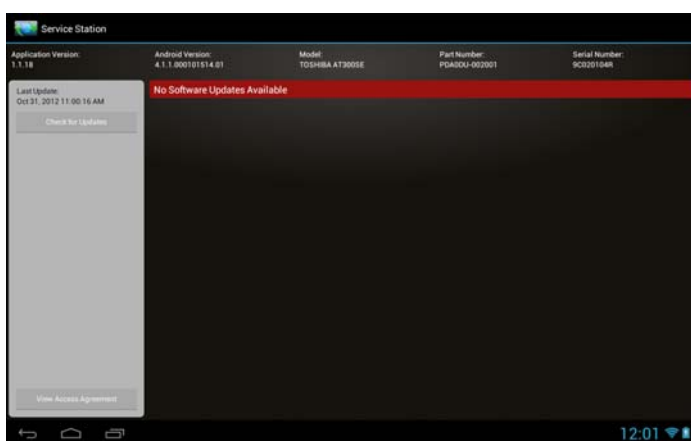 Service Station
Application Version:
1.1.18
Android Version:
4.1.1.000101514.01
Model:
TOSHIBA AT300SE
Part Number:
PDA0DU-002001
Serial Number:
9C020104R
Last Update:
Oct 31, 2012 11:00:16 AM
Check for Updates
No Software Updates Available
View Access Agreement
12:01